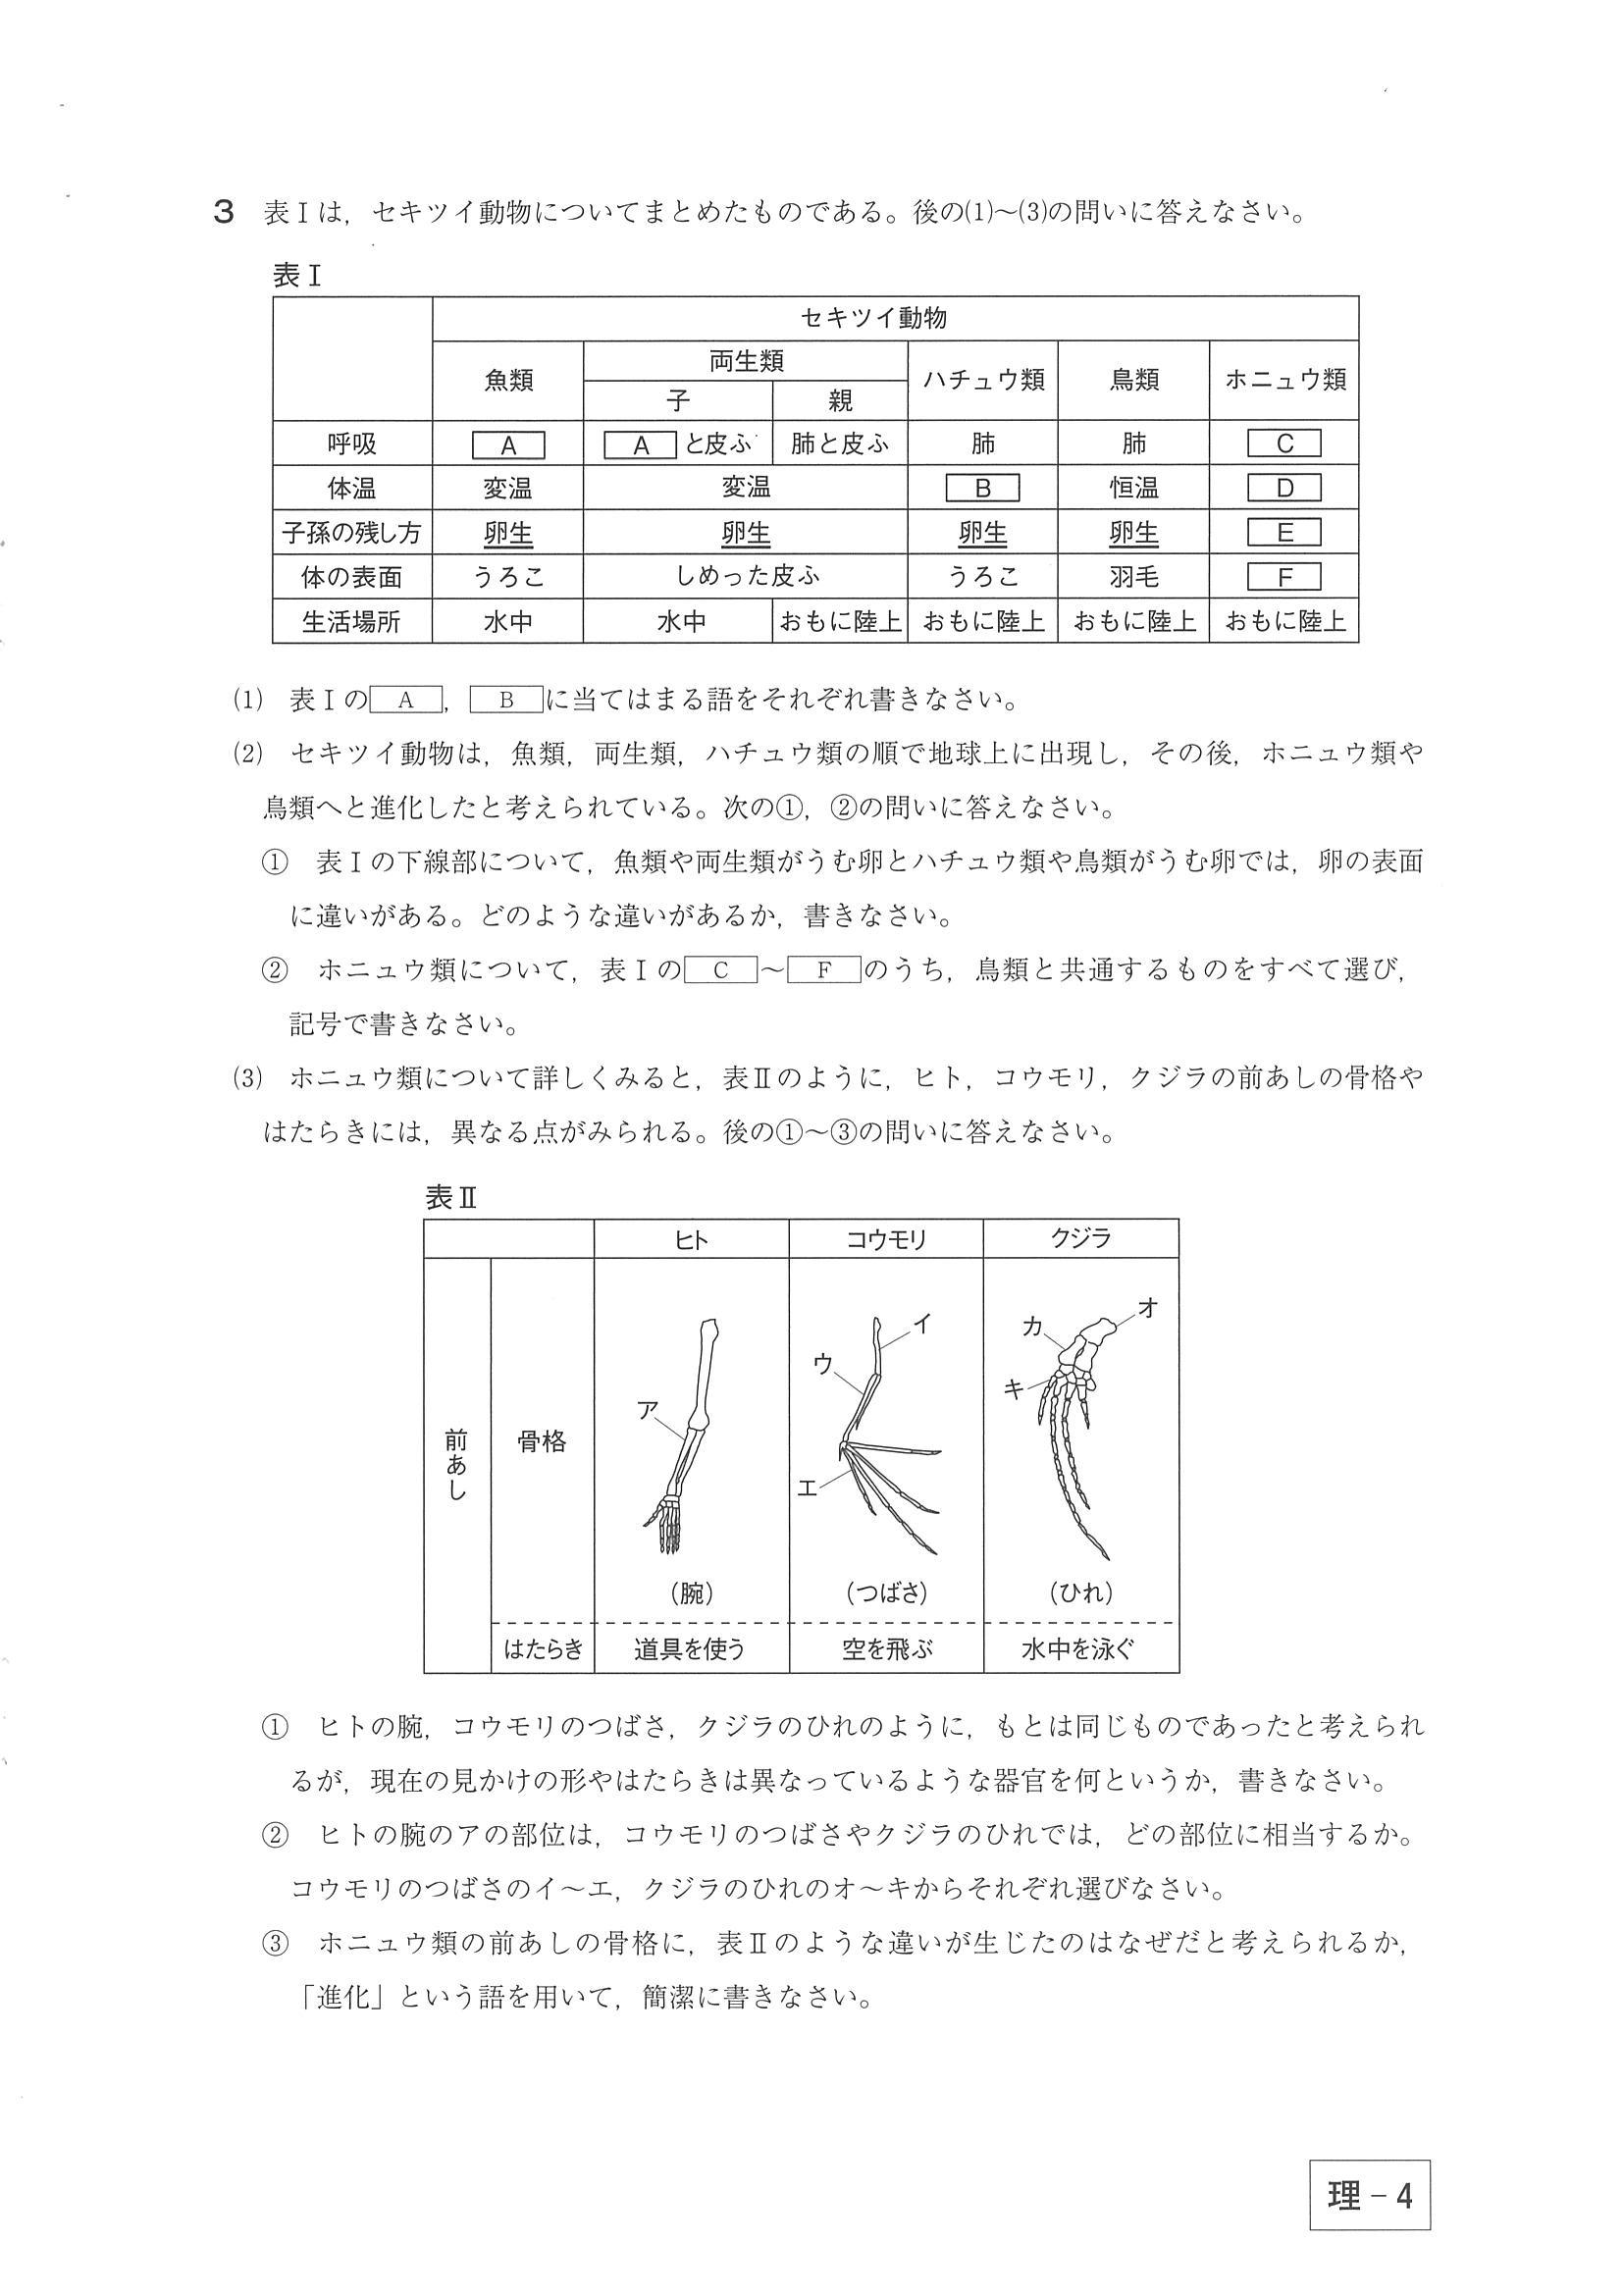 3 表Ⅰは，セキツイ動物についてまとめたものである。後の⑴～⑶の問いに答えなさい。
表Ⅰ
セキツイ動物
魚類 両生類 ハチュウ類 鳥類 ホニュウ類
子 親
呼吸 A A と皮ふ 肺と皮ふ 肺 肺 C
体温 変温 変温 B 恒温 D
子孫の残し方 卵生 卵生 卵生 卵生 E
体の表面 うろこ しめった皮ふ うろこ 羽毛 F
生活場所 水中 水中 おもに陸上 おもに陸上 おもに陸上 おもに陸上
⑴ 表Ⅰの A ， B に当てはまる語をそれぞれ書きなさい。
⑵ セキツイ動物は，魚類，両生類，ハチュウ類の順で地球上に出現し，その後，ホニュウ類や
鳥類へと進化したと考えられている。次の①，②の問いに答えなさい。
① 表Ⅰの下線部について，魚類や両生類がうむ卵とハチュウ類や鳥類がうむ卵では，卵の表面
に違いがある。どのような違いがあるか，書きなさい。
② ホニュウ類について，表Ⅰの C ～ F のうち，鳥類と共通するものをすべて選び，
記号で書きなさい。
⑶ ホニュウ類について詳しくみると，表Ⅱのように，ヒト，コウモリ，クジラの前あしの骨格や
はたらきには，異なる点がみられる。後の①～③の問いに答えなさい。
表Ⅱ
ヒト コウモリ クジラ
前あし 骨格
ア
イ
ウ
エ
オ
カ
キ
（腕） （つばさ） （ひれ）
はたらき 道具を使う 空を飛ぶ 水中を泳ぐ
① ヒトの腕，コウモリのつばさ，クジラのひれのように，もとは同じものであったと考えられ
るが，現在の見かけの形やはたらきは異なっているような器官を何というか，書きなさい。
② ヒトの腕のアの部位は，コウモリのつばさやクジラのひれでは，どの部位に相当するか。
コウモリのつばさのイ～エ，クジラのひれのオ～キからそれぞれ選びなさい。
③ ホニュウ類の前あしの骨格に，表Ⅱのような違いが生じたのはなぜだと考えられるか，
「進化」という語を用いて，簡潔に書きなさい。
理－4